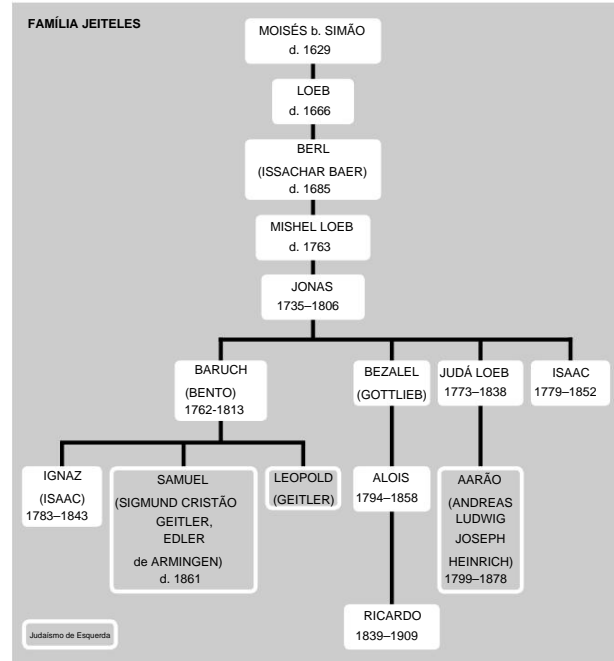 FAMÍLIA JEITELES
MOISÉS b. SIMÃO
d. 1629
LOEB
d. 1666
BERL
(ISSACHAR BAER)
d. 1685
MISHEL LOEB
d. 1763
JONAS
1735–1806
BARUCH
(BENTO)
1762-1813
BEZALEL
(GOTTLIEB)
JUDÁ LOEB
1773–1838
ISAAC
1779–1852
IGNAZ
(ISAAC)
1783–1843
SAMUEL
(SIGMUND CRISTÃO
GEITLER,
EDLER
de ARMINGEN)
d. 1861
LEOPOLD
(GEITLER)
ALOIS
1794–1858
AARÃO
(ANDREAS
LUDWIG
JOSEPH
HEINRICH)
1799–1878
RICARDO
1839–1909
Judaísmo de Esquerda